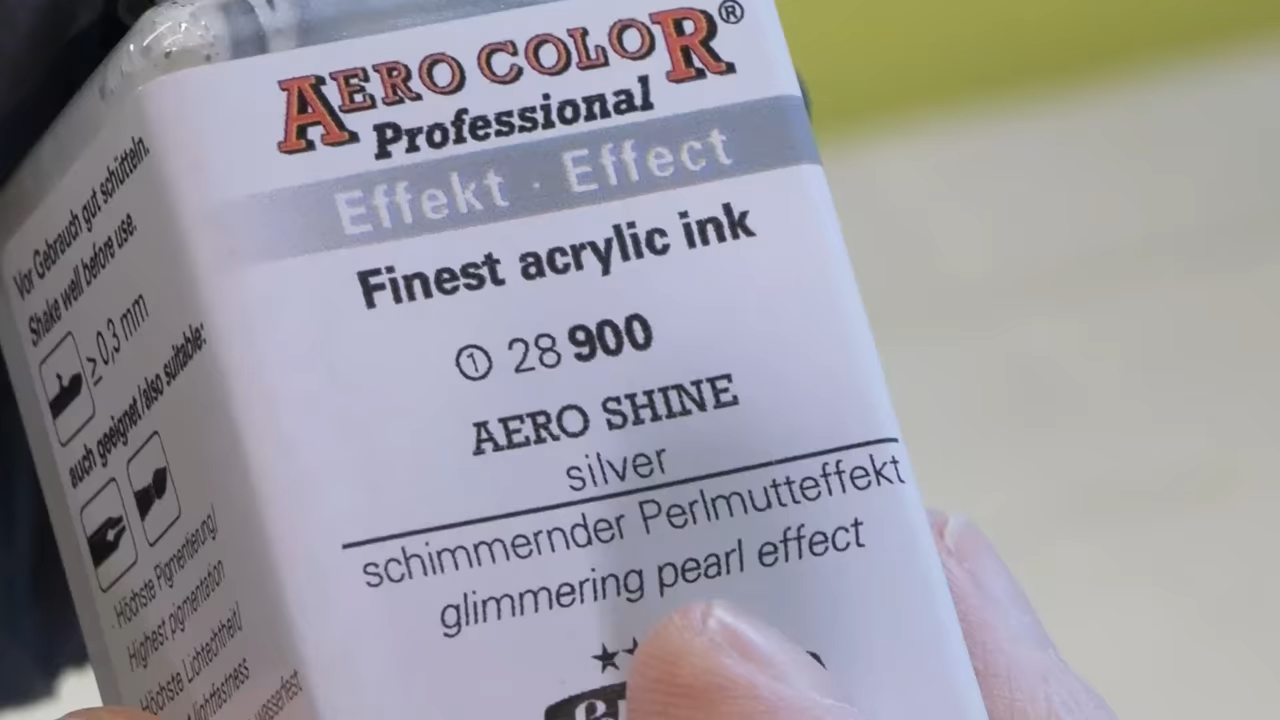 AERO COLOR®
Professional
Effekt · Effect
Finest acrylic ink
① 28 900
AERO SHINE
silver
schimmernder Perlmutteffekt
glimmering pearl effect
Vor Gebrauch gut schütteln.
Shake well before use.
≥ 0,3 mm
auch geeignet/also suitable:
Höchste Pigmentierung/
Highest pigmentation
Höchste Lichtechtheit/
lightfastness
wasserfest